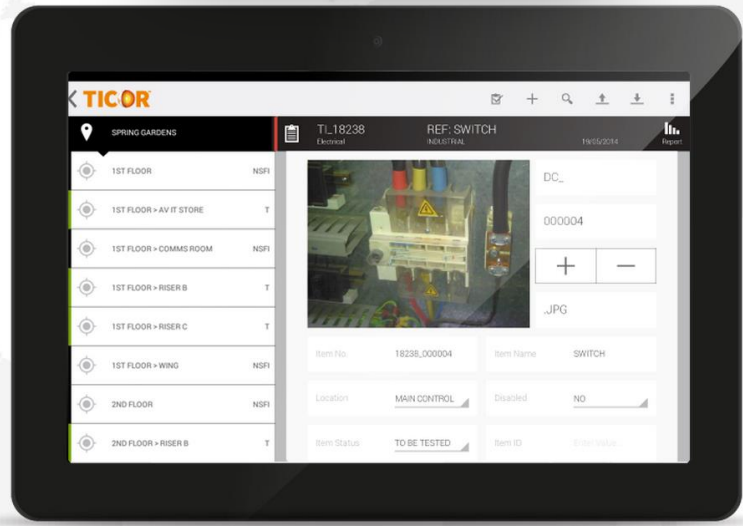 TICOR
SPRING GARDENS
TI_18238
Electrical
REF: SWITCH
INDUSTRIAL
19/05/2014
Report
1ST FLOOR NSFI
1ST FLOOR > AV IT STORE T
1ST FLOOR > COMMS ROOM NSFI
1ST FLOOR > RISER B T
1ST FLOOR > RISER C T
1ST FLOOR > WING NSFI
2ND FLOOR NSFI
2ND FLOOR > RISER B T
DC_
000004
.JPG
Item No. 18238_000004 Item Name SWITCH
Location MAIN CONTROL Disabled NO
Item Status TO BE TESTED Item ID Enter Value...